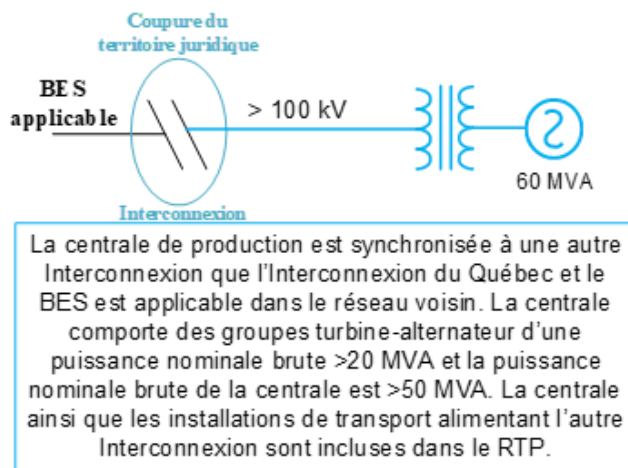 Coupure du
territoire juridique
BES
applicable
> 100 kV
60 MVA
Interconnexion
La centrale de production est synchronisée à une autre
Interconnexion que l'Interconnexion du Québec et le
BES est applicable dans le réseau voisin. La centrale
comporte des groupes turbine-alternateur d'une
puissance nominale brute >20 MVA et la puissance
nominale brute de la centrale est >50 MVA. La centrale
ainsi que les installations de transport alimentant l'autre
Interconnexion sont incluses dans le RTP.